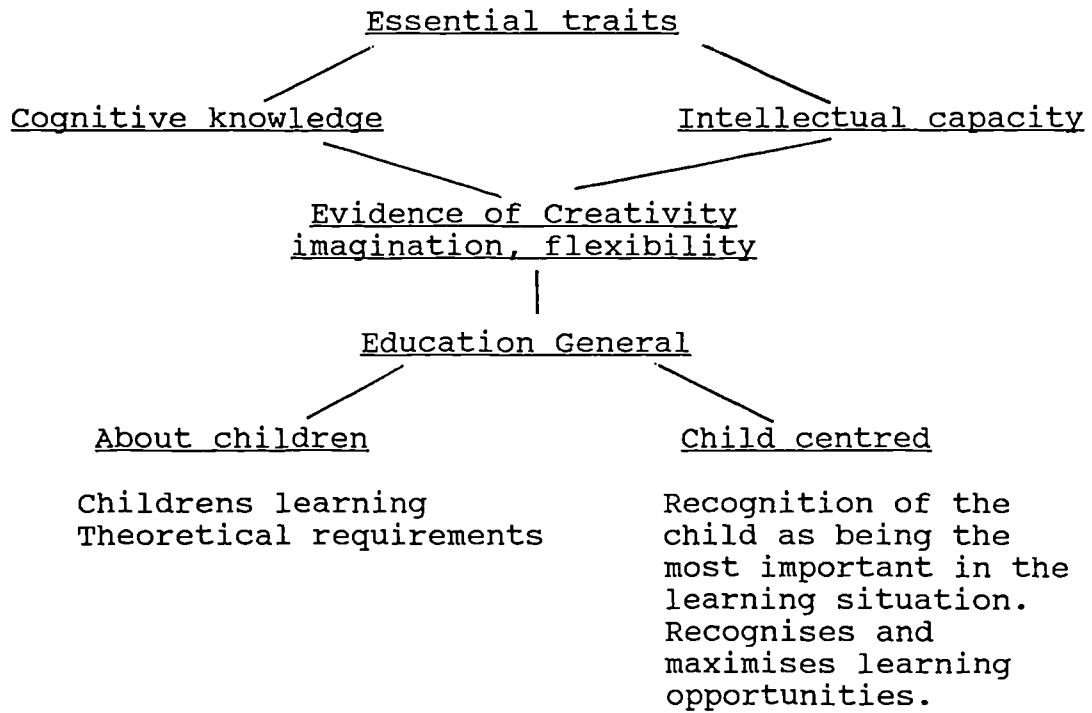 Essential traits
Cognitive knowledge
Intellectual capacity
Evidence of Creativity
imagination, flexibility
Education General
About children
Childrens learning
Theoretical requirements
Child centred
Recognition of the
child as being the
most important in the
learning situation.
Recognises and
maximises learning
opportunities.